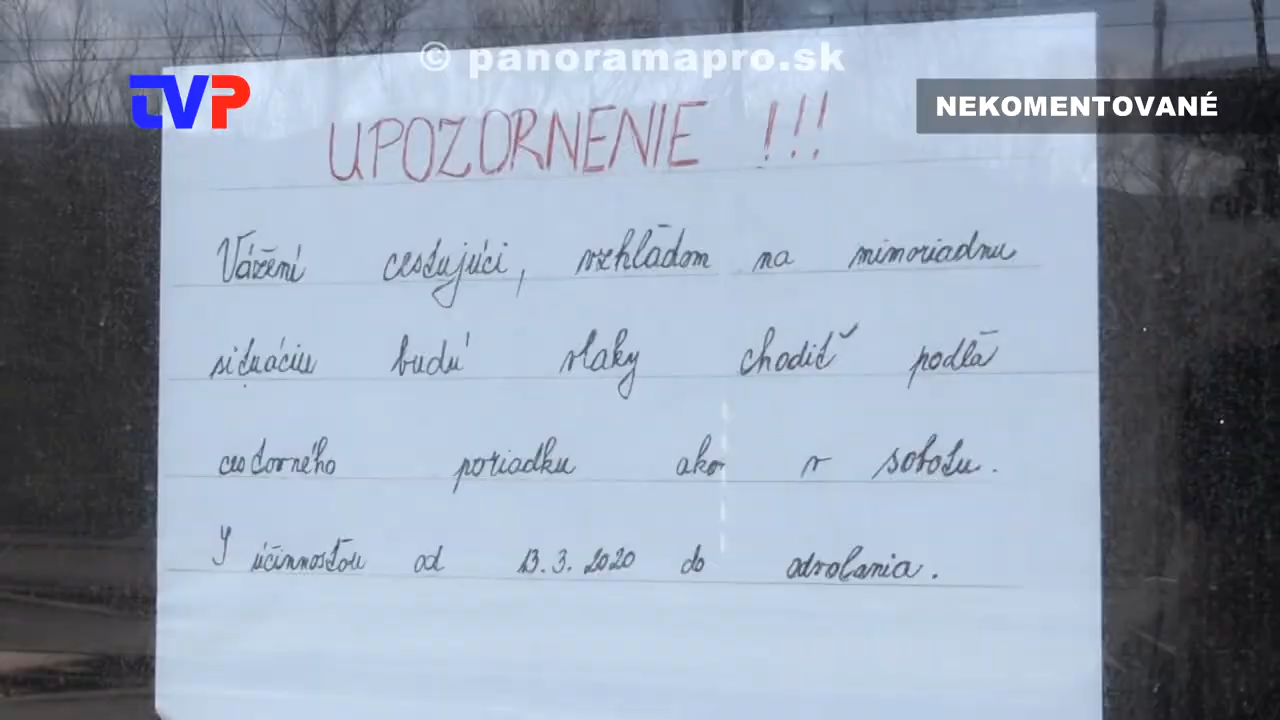 © panoramapro.sk
TVP
NEKOMENTOVANÉ
UPOZORNENIE !!!
Vážení cestujúci, vzhľadom na mimoriadnu
situáciu budú vlaky chodiť podľa
cestovného poriadku ako v sobotu.
S účinnosťou od 13.3.2020 do odvolania.